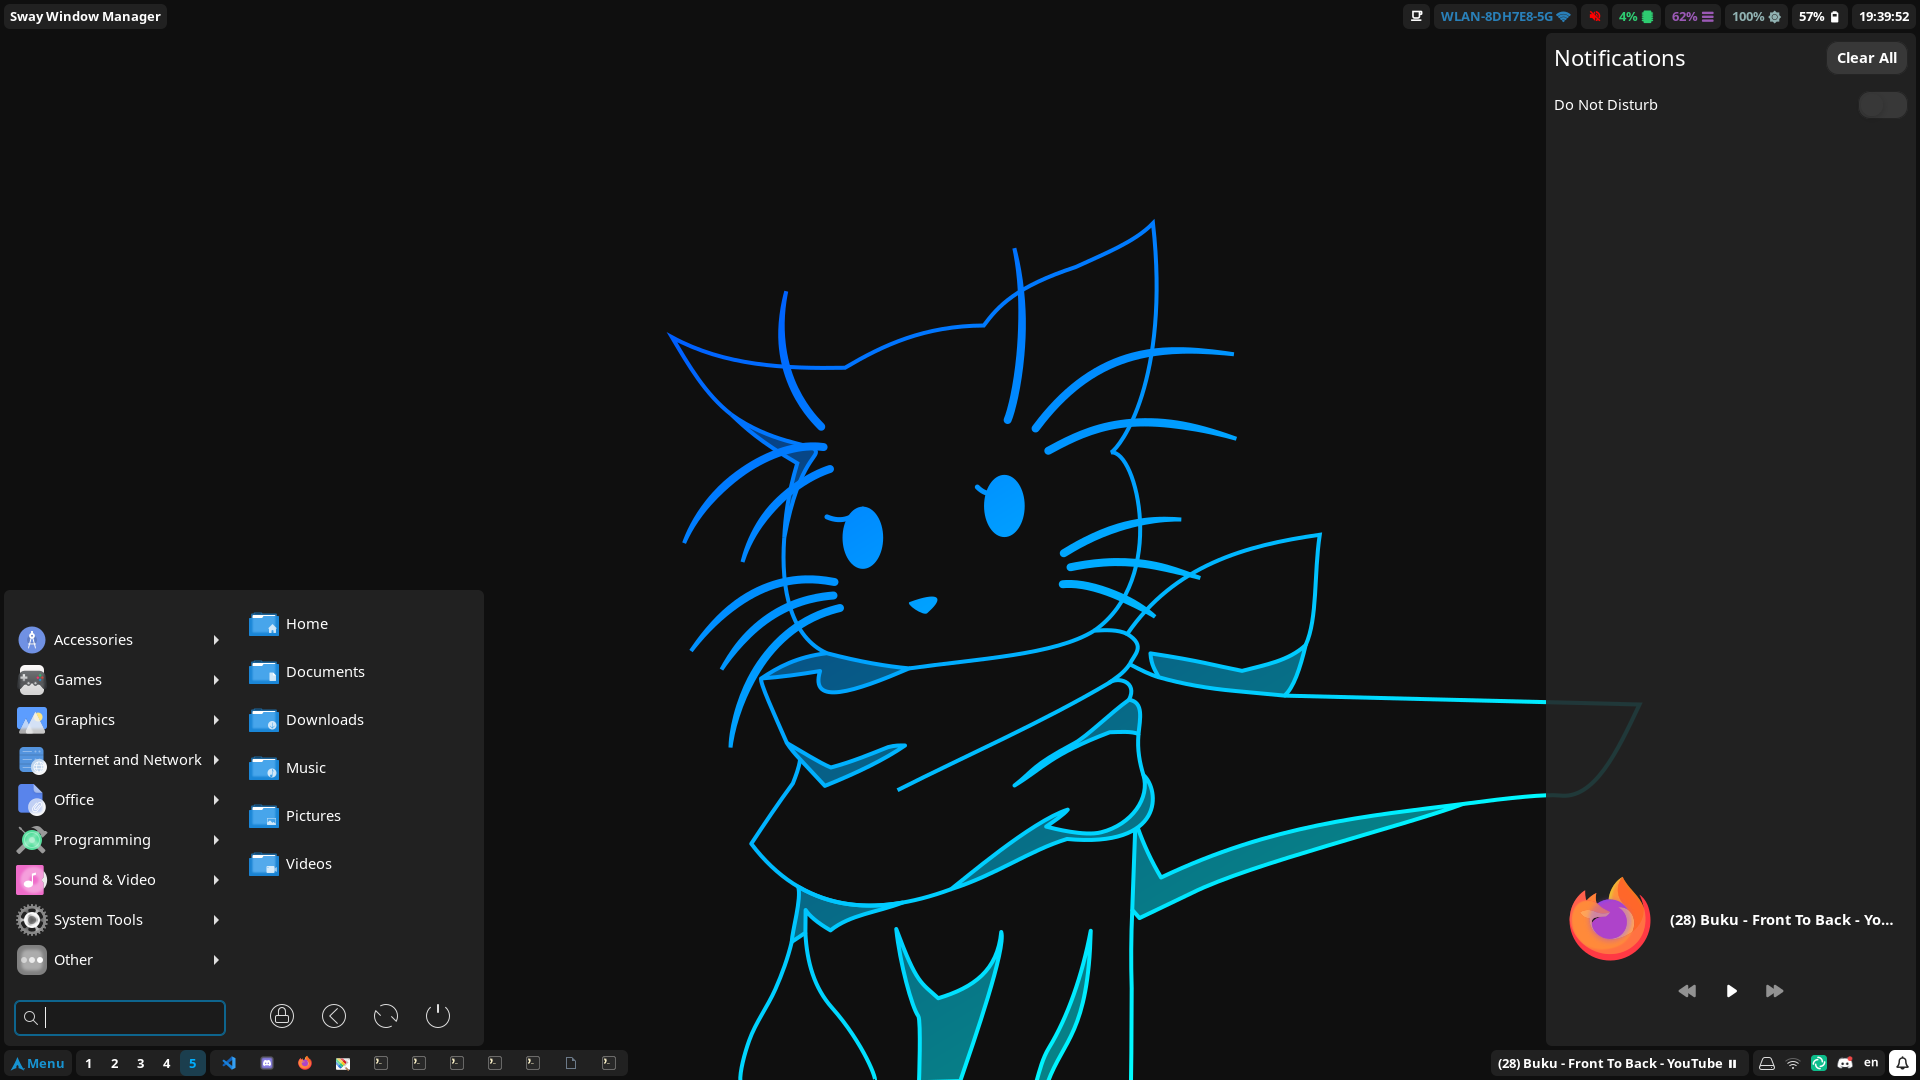 Sway Window Manager
WLAN-8DH7E8-5G
4%
62%
100%
57%
19:39:52
Notifications
Clear All
Do Not Disturb
Accessories
Games
Graphics
Internet and Network
Office
Programming
Sound & Video
System Tools
Other
Home
Documents
Downloads
Music
Pictures
Videos
(28) Buku - Front To Back - Yo...
Menu
1 2 3 4 5
(28) Buku - Front To Back - YouTube
en